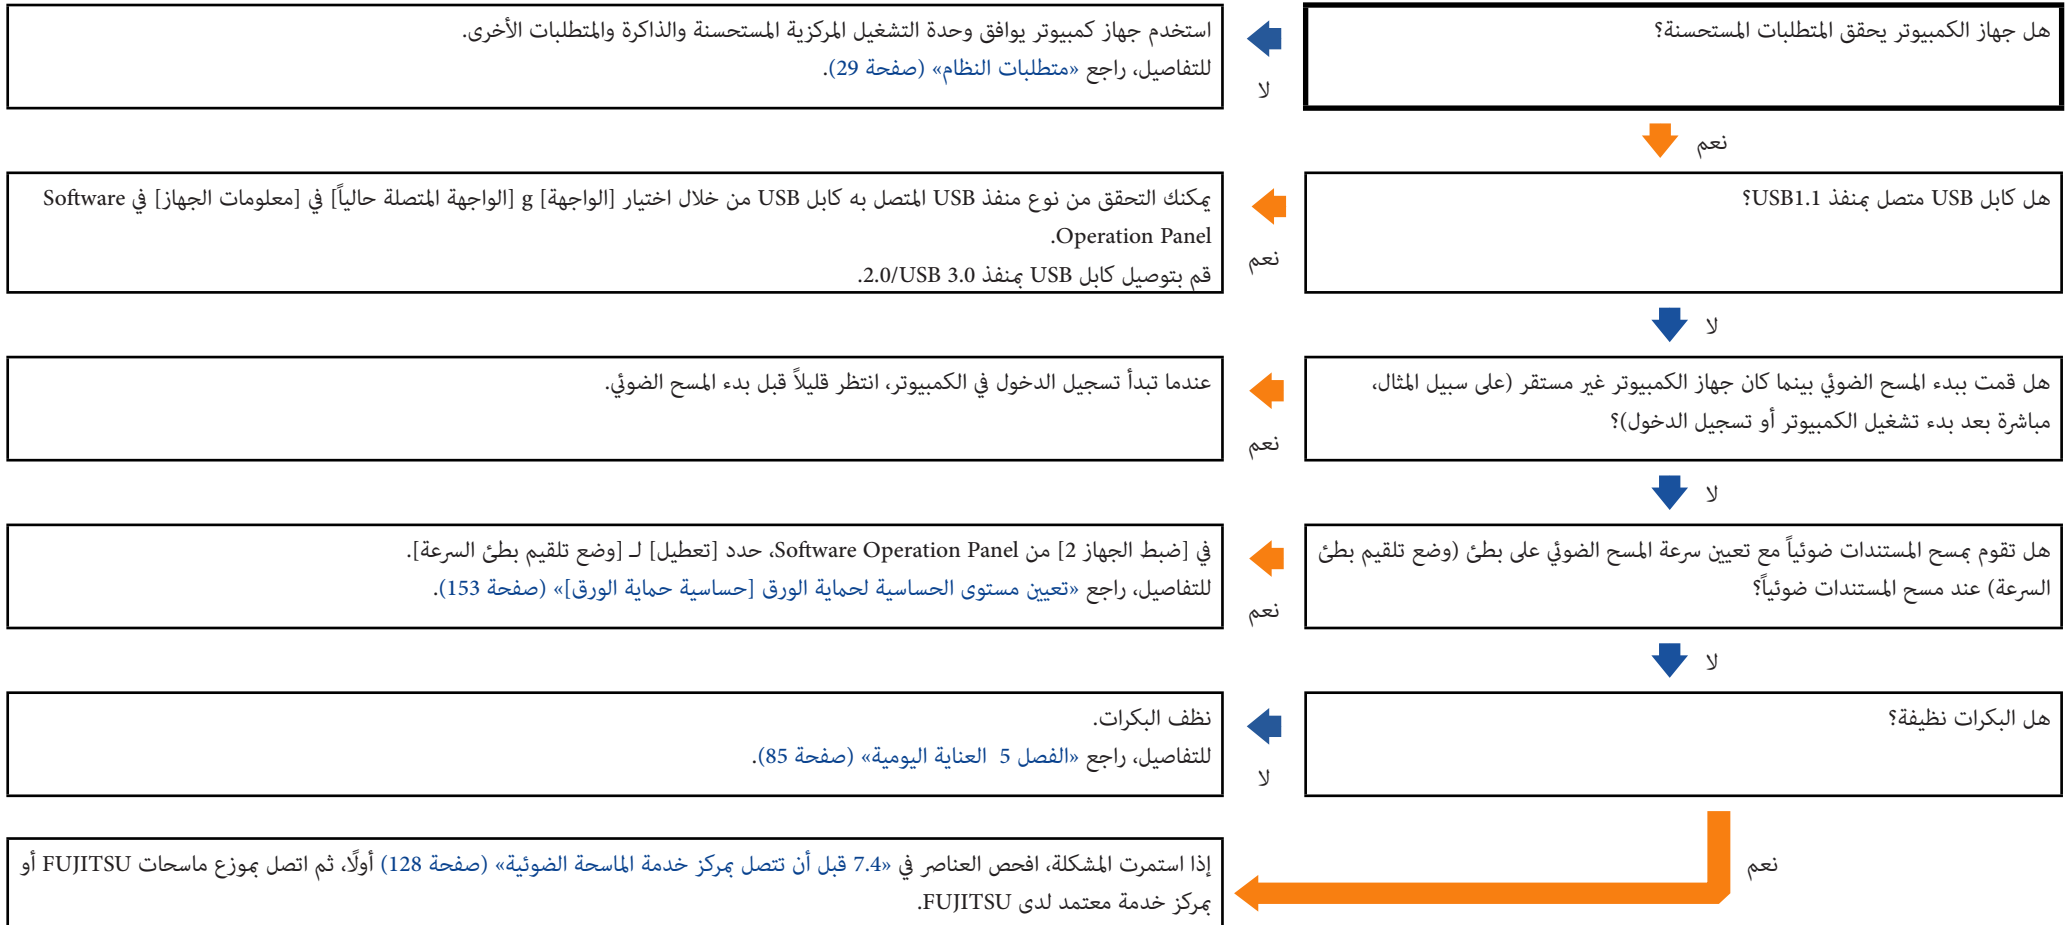 هل جهاز الكمبيوتر يحقق المتطلبات المستحسنة؟
لا
استخدم جهاز كمبيوتر يوافق وحدة التشغيل المركزية المستحسنة والذاكرة والمتطلبات الأخرى.
للتفاصيل، راجع «متطلبات النظام» (صفحة 29).
نعم
هل كابل USB متصل بمنفذ USB1.1؟
نعم
يمكنك التحقق من نوع منفذ USB المتصل به كابل USB من خلال اختيار [الواجهة] g [الواجهة المتصلة حالياً] في [معلومات الجهاز] في Software
Operation Panel.
قم بتوصيل كابل USB بمنفذ 2.0/USB 3.0.
لا
هل قمت ببدء المسح الضوئي بينما كان جهاز الكمبيوتر غير مستقر (على سبيل المثال،
مباشرة بعد بدء تشغيل الكمبيوتر أو تسجيل الدخول)؟
نعم
عندما تبدأ تسجيل الدخول في الكمبيوتر، انتظر قليلاً قبل بدء المسح الضوئي.
لا
هل تقوم بمسح المستندات ضوئياً مع تعيين سرعة المسح الضوئي على بطئ (وضع تلقيم بطئ
السرعة) عند مسح المستندات ضوئياً؟
نعم
في [ضبط الجهاز 2] من Software Operation Panel، حدد [تعطيل] لـ [وضع تلقيم بطئ السرعة].
للتفاصيل، راجع «تعيين مستوى الحساسية لحماية الورق [حساسية حماية الورق]» (صفحة 153).
لا
هل البكرات نظيفة؟
لا
نظف البكرات.
للتفاصيل، راجع «الفصل 5 العناية اليومية» (صفحة 85).
نعم
إذا استمرت المشكلة، افحص العناصر في «7.4 قبل أن تتصل بمركز خدمة الماسحة الضوئية» (صفحة 128) أولًا، ثم اتصل بموزع ماسحات FUJITSU أو
بمركز خدمة معتمد لدى FUJITSU.